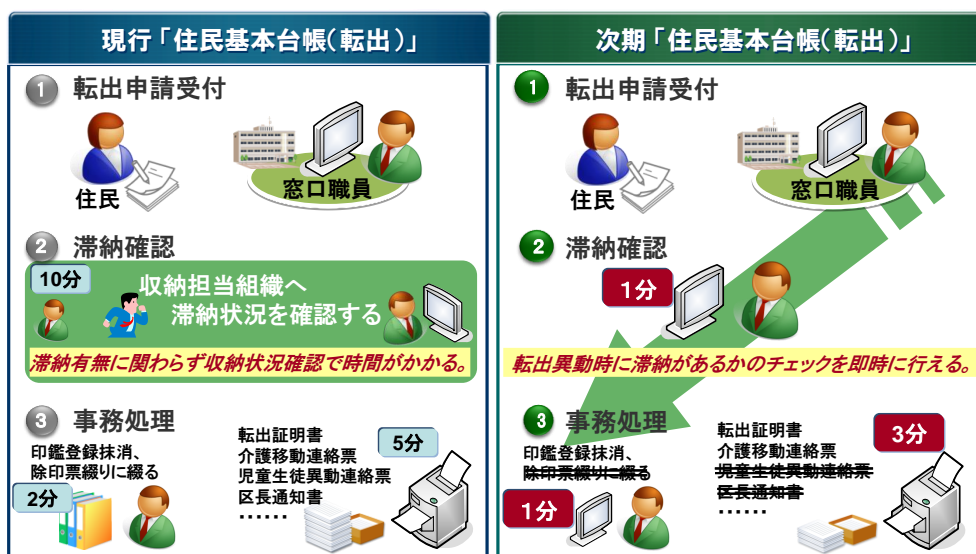 現行「住民基本台帳(転出)」
1 転出申請受付
住民
窓口職員
2 滞納確認
10分
収納担当組織へ
滞納状況を確認する
滞納有無に関わらず収納状況確認で時間がかかる。
3 事務処理
印鑑登録抹消、
除印票綴りに綴る
2分
転出証明書
介護移動連絡票
児童生徒異動連絡票
区長通知書
……
5分
次期「住民基本台帳(転出)」
1 転出申請受付
住民
窓口職員
2 滞納確認
1分
転出異動時に滞納があるかのチェックを即時に行える。
3 事務処理
印鑑登録抹消、
除印票綴りに綴る
1分
転出証明書
介護移動連絡票
児童生徒異動連絡票
区長通知書
……
3分